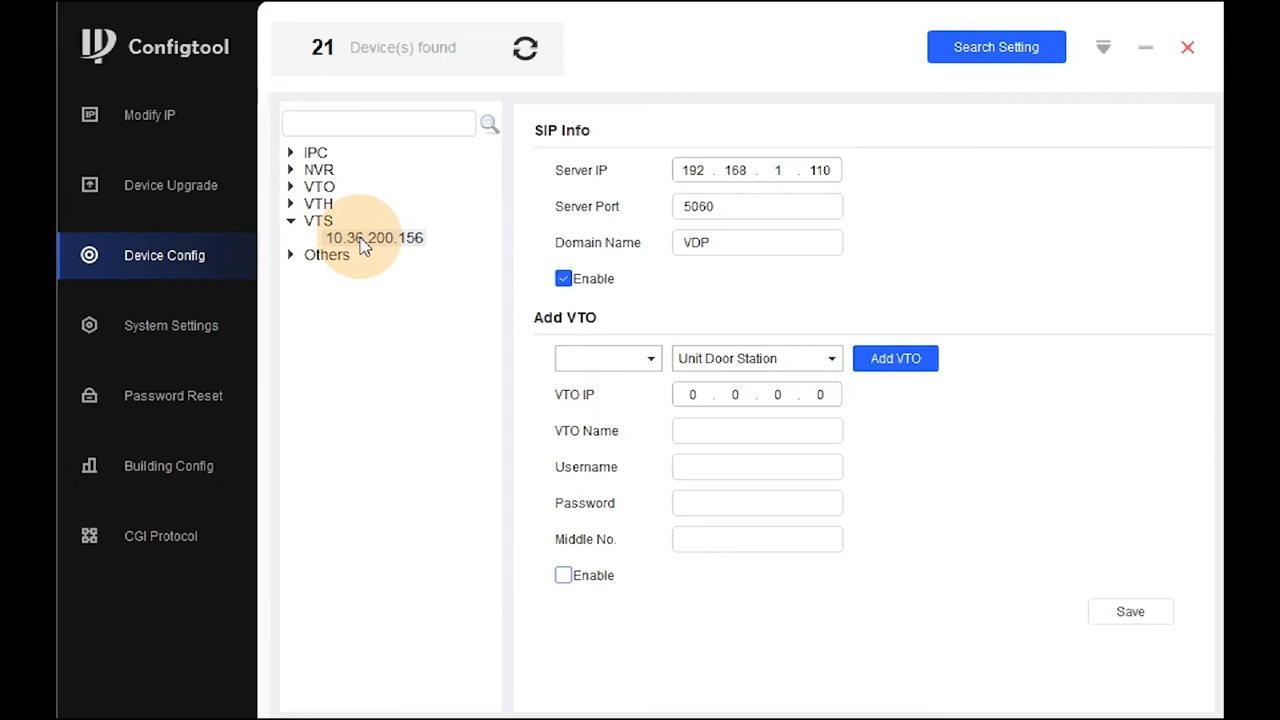 Configtool
21 Device(s) found
Search Setting
Modify IP
Device Upgrade
Device Config
System Settings
Password Reset
Building Config
CGI Protocol
IPC
NVR
VTO
VTH
VTS
10.36.200.156
Others
SIP Info
Server IP 192 . 168 . 1 . 110
Server Port 5060
Domain Name VDP
Enable
Add VTO
Unit Door Station Add VTO
VTO IP 0 . 0 . 0 . 0
VTO Name
Username
Password
Middle No.
Enable
Save